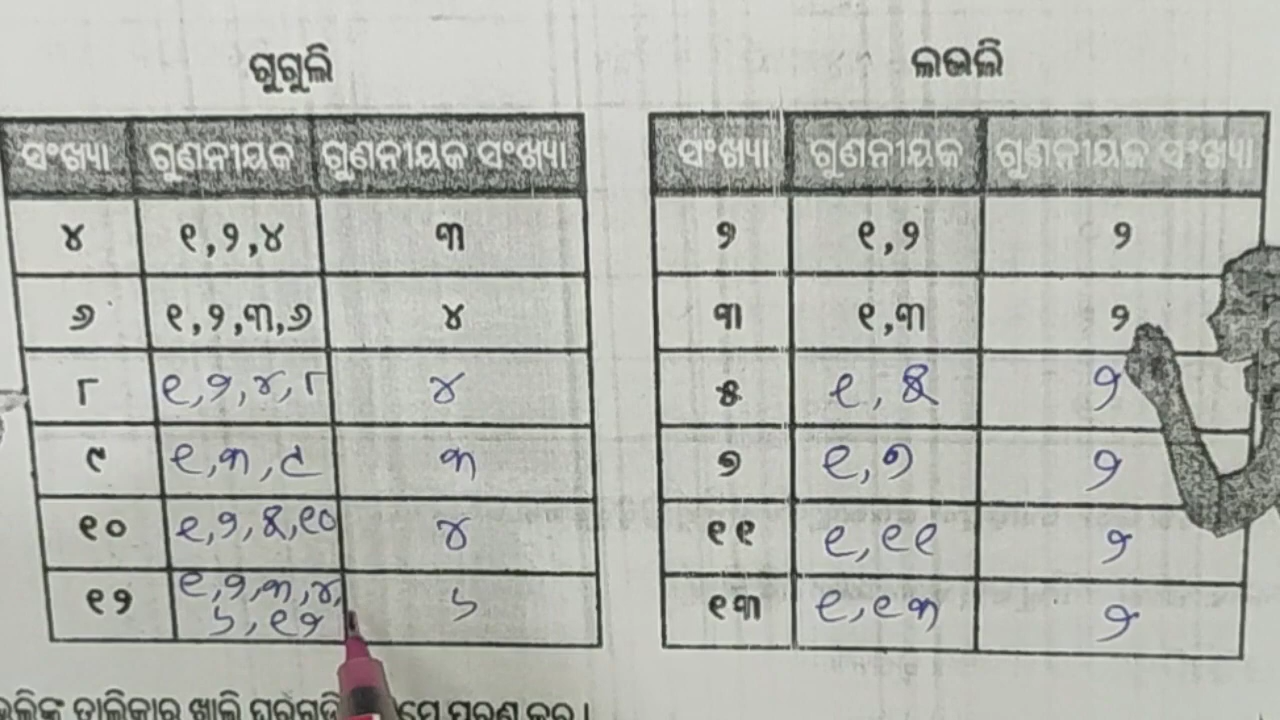 ଗୁଗୁଲି
ସଂଖ୍ୟା ଗୁଣନୀୟକ ଗୁଣନୀୟକ ସଂଖ୍ୟା
୪ ୧,୨,୪ ୩
୬ ୧,୨,୩,୬ ୪
୮ ୧,୨,୪,୮ ୪
୯ ୧,୩,୯ ୩
୧୦ ୧,୨,୫,୧୦ ୪
୧୨ ୧,୨,୩,୪,
୬,୧୨ ୬
ଲଭଲି
ସଂଖ୍ୟା ଗୁଣନୀୟକ ଗୁଣନୀୟକ ସଂଖ୍ୟା
୨ ୧,୨ ୨
୩ ୧,୩ ୨
୫ ୧,୫ ୨
୭ ୧,୭ ୨
୧୧ ୧,୧୧ ୨
୧୩ ୧,୧୩ ୨
ତାଲିକାର ଖାଲି ପୂରଣ କର।